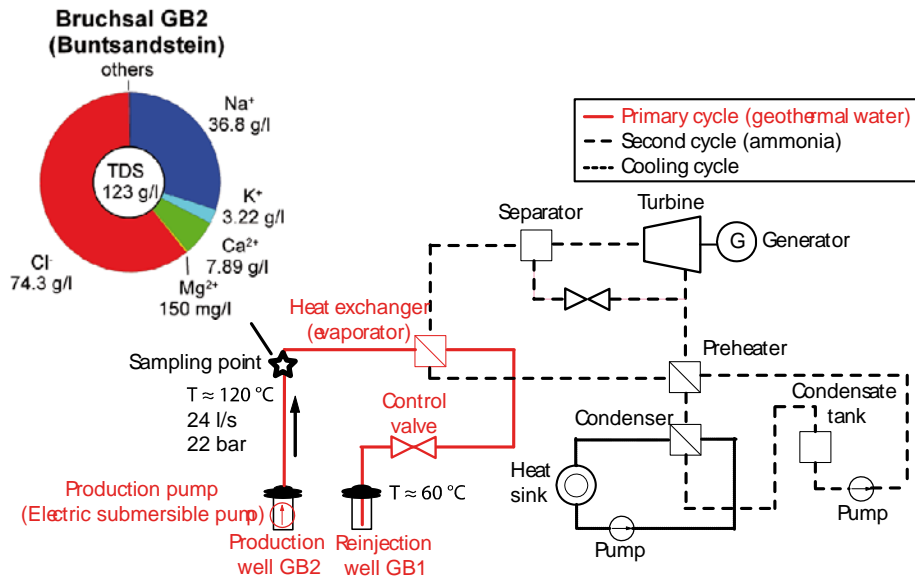 Bruchsal GB2
(Buntsandstein)
others
Na⁺
36.8 g/l
TDS
123 g/l
K⁺
3.22 g/l
Ca²⁺
7.89 g/l
Cl⁻
74.3 g/l
Mg²⁺
150 mg/l
Primary cycle (geothermal water)
Second cycle (ammonia)
Cooling cycle
Separator
Turbine
G
Generator
Heat exchanger
(evaporator)
Sampling point
T ≈ 120 °C
24 l/s
22 bar
Preheater
Control
valve
Condenser
Condensate
tank
Heat
sink
T ≈ 60 °C
Production pump
(Electric submersible pump)
Pump
Pump
Production
well GB2
Reinjection
well GB1